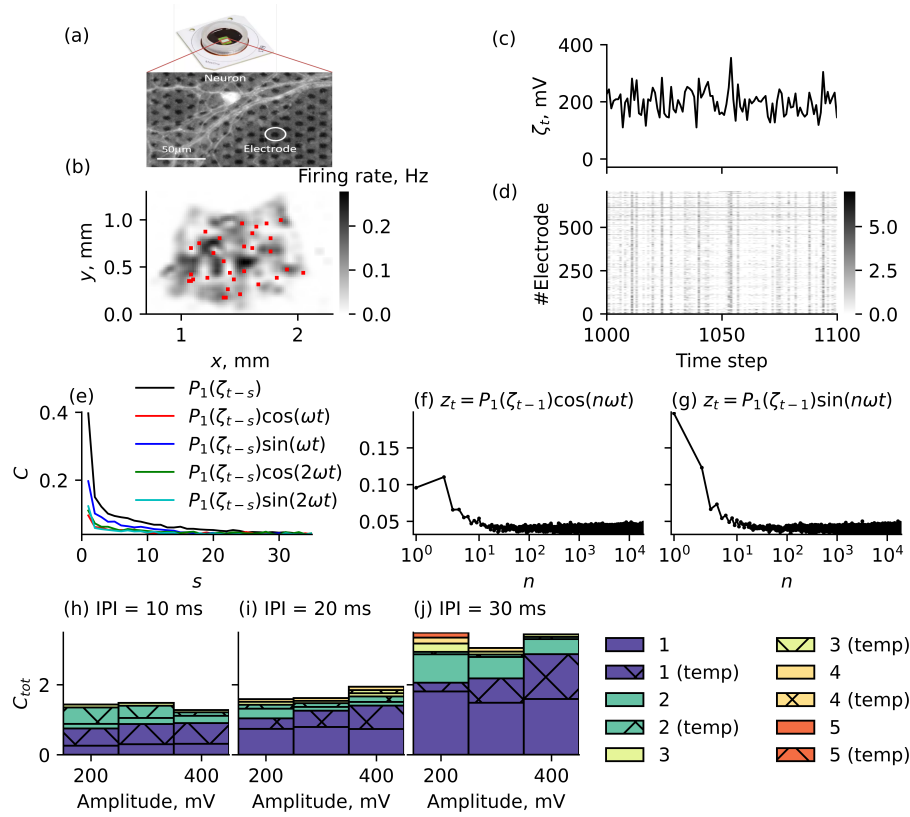 (a)
Neuron
50μm
Electrode
(b)
Firing rate, Hz
1.0
0.5
0.0
y, mm
1
2
x, mm
0.2
0.1
0.0
(c)
400
200
0
ζt, mV
(d)
500
250
0
#Electrode
1000
1050
1100
Time step
5.0
2.5
0.0
(e)
P1(ζt−s)
P1(ζt−s)cos(ωt)
P1(ζt−s)sin(ωt)
P1(ζt−s)cos(2ωt)
P1(ζt−s)sin(2ωt)
0.4
0.2
C
0
10
20
30
s
(f) zt = P1(ζt−1)cos(nωt)
0.10
0.05
10^0
10^1
10^2
10^3
10^4
n
(g) zt = P1(ζt−1)sin(nωt)
0.15
0.10
0.05
10^0
10^1
10^2
10^3
10^4
n
(h) IPI = 10 ms
(i) IPI = 20 ms
(j) IPI = 30 ms
2
0
Ctot
200
400
Amplitude, mV
200
400
Amplitude, mV
200
400
Amplitude, mV
1
1 (temp)
2
2 (temp)
3
3 (temp)
4
4 (temp)
5
5 (temp)